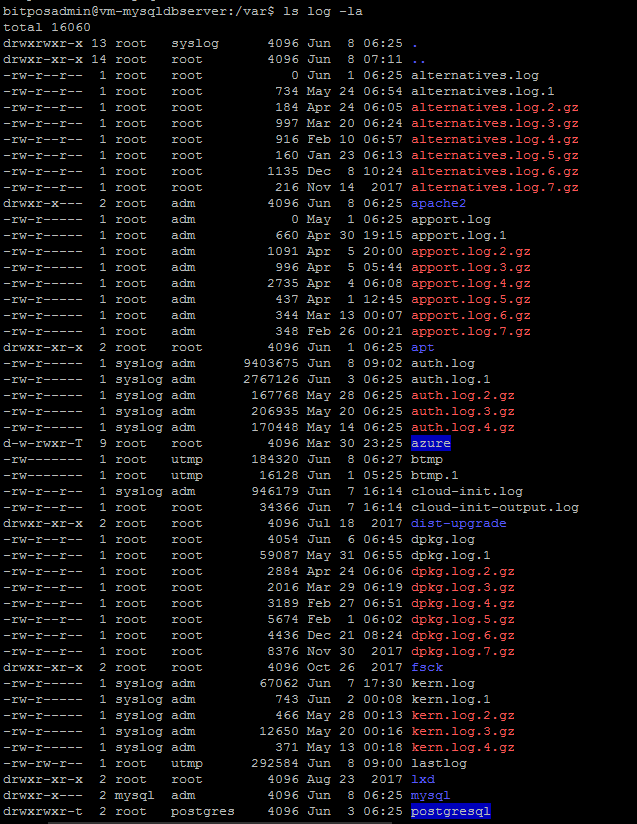 bitposadmin@vm-mysqldbserver:/var$ ls log -la
total 16060
drwxrwxr-x 13 root   syslog      4096 Jun  8 06:25 .
drwxr-xr-x 14 root   root        4096 Jun  8 07:11 ..
-rw-r--r--  1 root   root           0 Jun  1 06:25 alternatives.log
-rw-r--r--  1 root   root         734 May 24 06:54 alternatives.log.1
-rw-r--r--  1 root   root         184 Apr 24 06:05 alternatives.log.2.gz
-rw-r--r--  1 root   root         997 Mar 20 06:24 alternatives.log.3.gz
-rw-r--r--  1 root   root         916 Feb 10 06:57 alternatives.log.4.gz
-rw-r--r--  1 root   root         160 Jan 23 06:13 alternatives.log.5.gz
-rw-r--r--  1 root   root        1135 Dec  8 10:24 alternatives.log.6.gz
-rw-r--r--  1 root   root         216 Nov 14  2017 alternatives.log.7.gz
drwxr-x---  2 root   adm         4096 Jun  8 06:25 apache2
-rw-r-----  1 root   adm            0 May  1 06:25 apport.log
-rw-r-----  1 root   adm          660 Apr 30 19:15 apport.log.1
-rw-r-----  1 root   adm         1091 Apr  5 20:00 apport.log.2.gz
-rw-r-----  1 root   adm          996 Apr  5 05:44 apport.log.3.gz
-rw-r-----  1 root   adm         2735 Apr  4 06:08 apport.log.4.gz
-rw-r-----  1 root   adm          437 Apr  1 12:45 apport.log.5.gz
-rw-r-----  1 root   adm          344 Mar 13 00:07 apport.log.6.gz
-rw-r-----  1 root   adm          348 Feb 26 00:21 apport.log.7.gz
drwxr-xr-x  2 root   root        4096 Jun  1 06:25 apt
-rw-r-----  1 syslog adm      9403675 Jun  8 09:02 auth.log
-rw-r-----  1 syslog adm      2767126 Jun  3 06:25 auth.log.1
-rw-r-----  1 syslog adm       167768 May 28 06:25 auth.log.2.gz
-rw-r-----  1 syslog adm       206935 May 20 06:25 auth.log.3.gz
-rw-r-----  1 syslog adm       170448 May 14 06:25 auth.log.4.gz
d-w-rwxr-T  9 root   root        4096 Mar 30 23:25 azure
-rw-------  1 root   utmp      184320 Jun  8 06:27 btmp
-rw-------  1 root   utmp       16128 Jun  1 05:25 btmp.1
-rw-r--r--  1 syslog adm       946179 Jun  7 16:14 cloud-init.log
-rw-r--r--  1 root   root       34366 Jun  7 16:14 cloud-init-output.log
drwxr-xr-x  2 root   root        4096 Jul 18  2017 dist-upgrade
-rw-r--r--  1 root   root        4054 Jun  6 06:45 dpkg.log
-rw-r--r--  1 root   root       59087 May 31 06:55 dpkg.log.1
-rw-r--r--  1 root   root        2884 Apr 24 06:06 dpkg.log.2.gz
-rw-r--r--  1 root   root        2016 Mar 29 06:19 dpkg.log.3.gz
-rw-r--r--  1 root   root        3189 Feb 27 06:51 dpkg.log.4.gz
-rw-r--r--  1 root   root        5674 Feb  1 06:02 dpkg.log.5.gz
-rw-r--r--  1 root   root        4436 Dec 21 08:24 dpkg.log.6.gz
-rw-r--r--  1 root   root        8376 Nov 30  2017 dpkg.log.7.gz
drwxr-xr-x  2 root   root        4096 Oct 26  2017 fsck
-rw-r-----  1 syslog adm        67062 Jun  7 17:30 kern.log
-rw-r-----  1 syslog adm          743 Jun  2 00:08 kern.log.1
-rw-r-----  1 syslog adm          466 May 28 00:13 kern.log.2.gz
-rw-r-----  1 syslog adm        12650 May 20 00:16 kern.log.3.gz
-rw-r-----  1 syslog adm          371 May 13 00:18 kern.log.4.gz
-rw-rw-r--  1 root   utmp      292584 Jun  8 09:00 lastlog
drwxr-xr-x  2 root   root        4096 Aug 23  2017 lxd
drwxr-x---  2 mysql  adm         4096 Jun  8 06:25 mysql
drwxrwxr-t  2 root   postgres    4096 Jun  3 06:25 postgresql